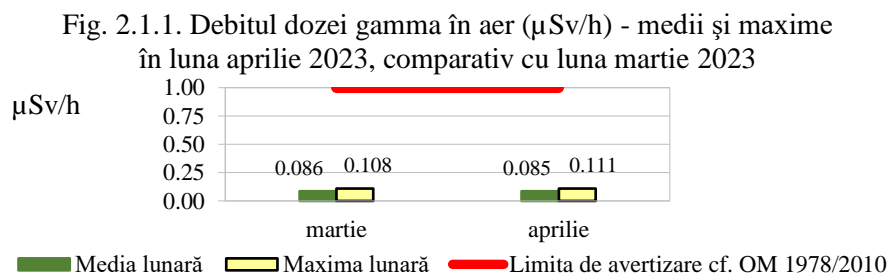 Fig. 2.1.1. Debitul dozei gamma în aer (µSv/h) - medii şi maxime
în luna aprilie 2023, comparativ cu luna martie 2023
µSv/h
1.00
0.75
0.50
0.25
0.00
0.086
0.108
0.085
0.111
martie
aprilie
Media lunară
Maxima lunară
Limita de avertizare cf. OM 1978/2010